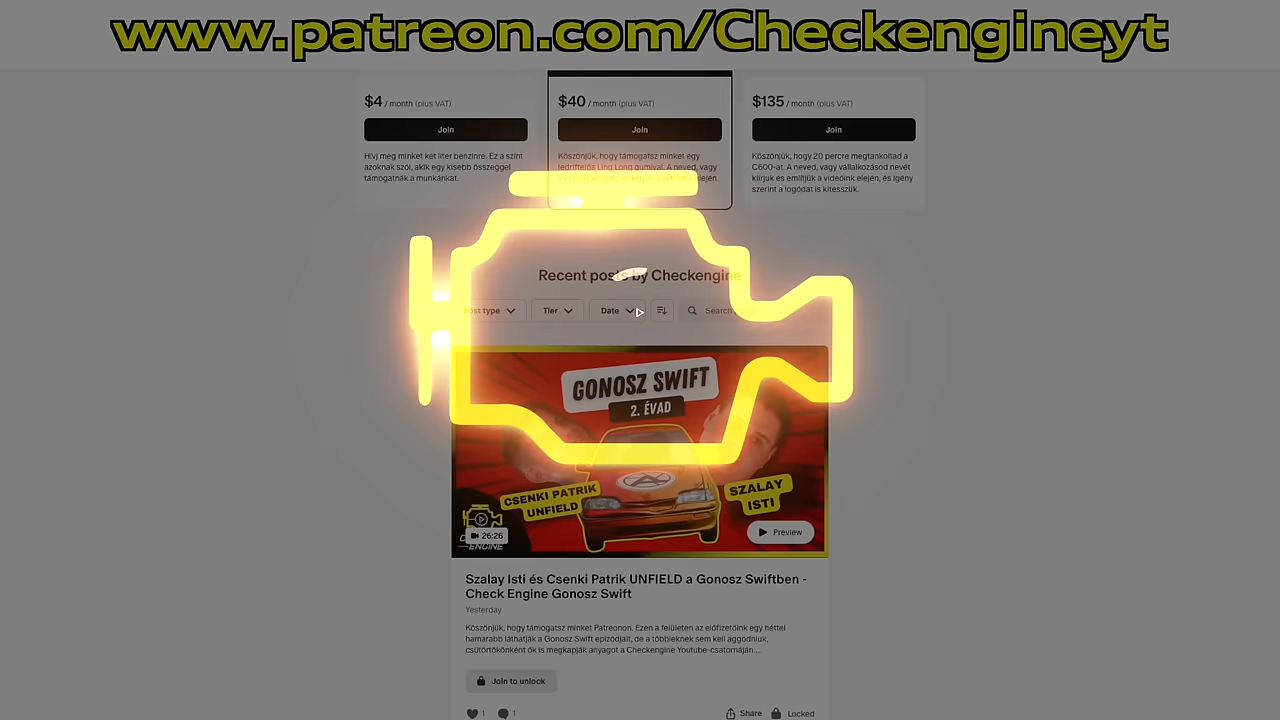 www.patreon.com/Checkengineyt
$4 / month (plus VAT)
Join
Hívj meg minket két liter benzinre. Ez a szint
azoknak szól, akik egy kisebb összeggel
támogatnák a munkánkat.
$40 / month (plus VAT)
Join
Köszönjük, hogy támogatsz minket egy
ledriftelős Ling Long gumival. A neved, vagy
$135 / month (plus VAT)
Join
Köszönjük, hogy 20 percre megtankoltad a
C600-at. A neved, vagy vállalkozásod nevét
kiírjuk és említjük a videóink elején, és igény
szerint a logódat is kitesszük.
Recent posts by Checkengine
Post type
Tier
Date
Search
GONOSZ SWIFT
2. ÉVAD
CSENKI PATRIK
UNFIELD
SZALAY
ISTI
26:26
ENGINE
Preview
Szalay Isti és Csenki Patrik UNFIELD a Gonosz Swiftben -
Check Engine Gonosz Swift
Yesterday
Köszönjük, hogy támogatsz minket Patreonon. Ezen a felületen az előfizetőink egy héttel
hamarabb láthatják a Gonosz Swift epizódjait, de a többieknek sem kell aggódniuk,
csütörtökönként ők is megkapják anyagot a Checkengine Youtube-csatornáján....
Join to unlock
1
1
Share
Locked